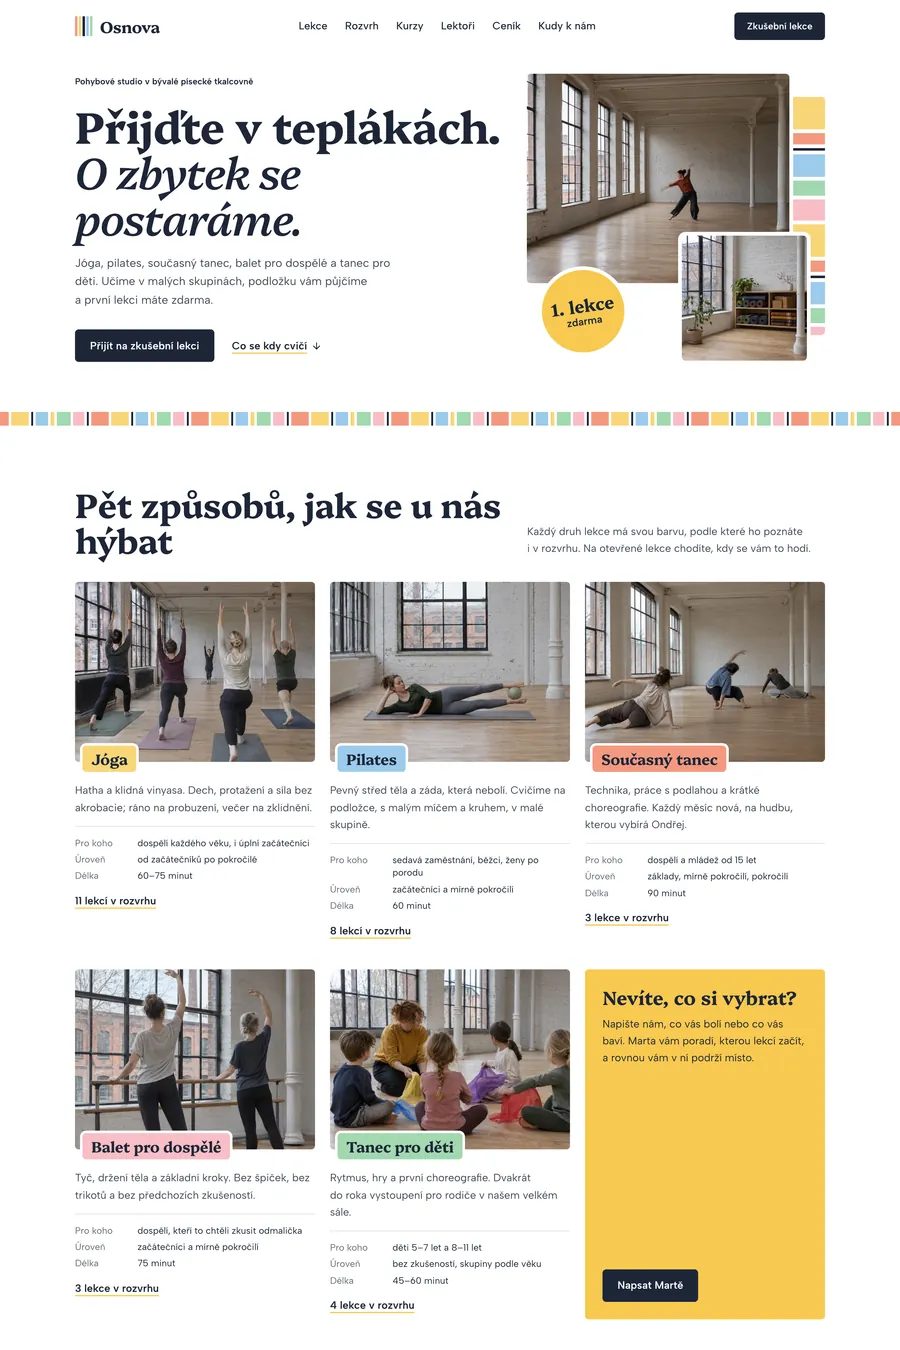 Osnova
Lekce
Rozvrh
Kurzy
Lektoři
Ceník
Kudy k nám
Zkušební lekce
Pohybové studio v bývalé písecké tkalcovně
Přijďte v teplákách.
O zbytek se
postaráme.
Jóga, pilates, současný tanec, balet pro dospělé a tanec pro
děti. Učíme v malých skupinách, podložku vám půjčíme
a první lekci máte zdarma.
Přijít na zkušební lekci
Co se kdy cvičí ↓
1. lekce
zdarma
Pět způsobů, jak se u nás
hýbat
Každý druh lekce má svou barvu, podle které ho poznáte
i v rozvrhu. Na otevřené lekce chodíte, kdy se vám to hodí.
Jóga
Hatha a klidná vinyasa. Dech, protažení a síla bez
akrobacie; ráno na probuzení, večer na zklidnění.
Pro koho dospělí každého věku, i úplní začátečníci
Úroveň od začátečníků po pokročilé
Délka 60–75 minut
11 lekcí v rozvrhu
Pilates
Pevný střed těla a záda, která nebolí. Cvičíme na
podložce, s malým míčem a kruhem, v malé
skupině.
Pro koho sedavá zaměstnání, běžci, ženy po
porodu
Úroveň začátečníci a mírně pokročilí
Délka 60 minut
8 lekcí v rozvrhu
Současný tanec
Technika, práce s podlahou a krátké
choreografie. Každý měsíc nová, na hudbu,
kterou vybírá Ondřej.
Pro koho dospělí a mládež od 15 let
Úroveň základy, mírně pokročilí, pokročilí
Délka 90 minut
3 lekce v rozvrhu
Balet pro dospělé
Tyč, držení těla a základní kroky. Bez špiček, bez
trikotů a bez předchozích zkušeností.
Pro koho dospělí, kteří to chtěli zkusit odmalička
Úroveň začátečníci a mírně pokročilí
Délka 75 minut
3 lekce v rozvrhu
Tanec pro děti
Rytmus, hry a první choreografie. Dvakrát
do roka vystoupení pro rodiče v našem velkém
sále.
Pro koho děti 5–7 let a 8–11 let
Úroveň bez zkušeností, skupiny podle věku
Délka 45–60 minut
4 lekce v rozvrhu
Nevíte, co si vybrat?
Napište nám, co vás bolí nebo co vás
baví. Marta vám poradí, kterou lekcí začít,
a rovnou vám v ní podrží místo.
Napsat Martě